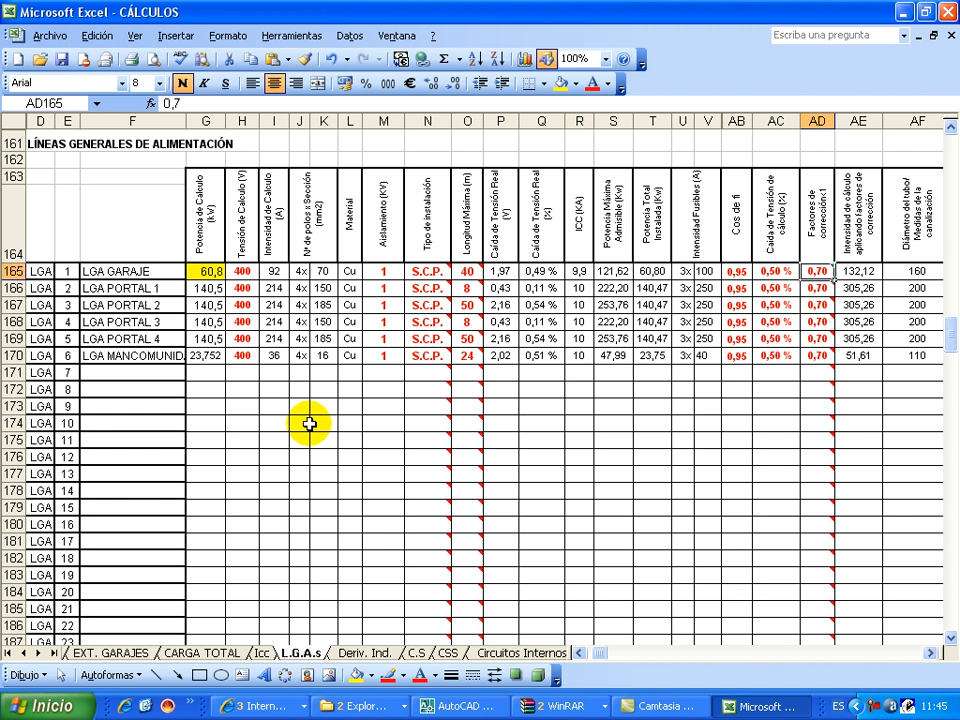 Microsoft Excel - CÁLCULOS
Archivo Edición Ver Insertar Formato Herramientas Datos Ventana ? Escriba una pregunta
100%
Arial 8 N K S % 000 €
AD165 fx 0,7
D E F G H I J K L M N O P Q R S T U V AB AC AD AE AF
161 LÍNEAS GENERALES DE ALIMENTACIÓN
162
163
164 Potencia de Calculo (kV) Tensión de Calculo (V) Intensidad de Calculo (A) Nº de polos x Sección (mm2) Material Aislamiento (KV) Tipo de instalación Longitud Máxima (m) Caída de Tensión Real (V) Caída de Tensión Real (%) ICC (KA) Potencia Máxima Admisible (Kw) Potencia Total Instalada (Kw) Intensidad Fusibles (A) Cos de fi Caída de Tensión de cálculo (%) Factores de corrección<1 Intensidad de cálculo aplicando factores de corrección Diámetro del tubo/ Medidas de la canalización
165 LGA 1 LGA GARAJE 60,8 400 92 4x 70 Cu 1 S.C.P. 40 1,97 0,49 % 9,9 121,62 60,80 3x 100 0,95 0,50 % 0,70 132,12 160
166 LGA 2 LGA PORTAL 1 140,5 400 214 4x 150 Cu 1 S.C.P. 8 0,43 0,11 % 10 222,20 140,47 3x 250 0,95 0,50 % 0,70 305,26 200
167 LGA 3 LGA PORTAL 2 140,5 400 214 4x 185 Cu 1 S.C.P. 50 2,16 0,54 % 10 253,76 140,47 3x 250 0,95 0,50 % 0,70 305,26 200
168 LGA 4 LGA PORTAL 3 140,5 400 214 4x 150 Cu 1 S.C.P. 8 0,43 0,11 % 10 222,20 140,47 3x 250 0,95 0,50 % 0,70 305,26 200
169 LGA 5 LGA PORTAL 4 140,5 400 214 4x 185 Cu 1 S.C.P. 50 2,16 0,54 % 10 253,76 140,47 3x 250 0,95 0,50 % 0,70 305,26 200
170 LGA 6 LGA MANCOMUNID. 23,752 400 36 4x 16 Cu 1 S.C.P. 24 2,02 0,51 % 10 47,99 23,75 3x 40 0,95 0,50 % 0,70 51,61 110
171 LGA 7
172 LGA 8
173 LGA 9
174 LGA 10
175 LGA 11
176 LGA 12
177 LGA 13
178 LGA 14
179 LGA 15
180 LGA 16
181 LGA 17
182 LGA 18
183 LGA 19
184 LGA 20
185 LGA 21
186 LGA 22
187 LGA 23
EXT. GARAJES CARGA TOTAL Icc L.G.A.s Deriv. Ind. C.S CSS Circuitos Internos
Dibujo Autoformas
Inicio 3 Intern... 2 Explor... AutoCAD ... 2 WinRAR Camtasia ... Microsoft ... ES 11:45